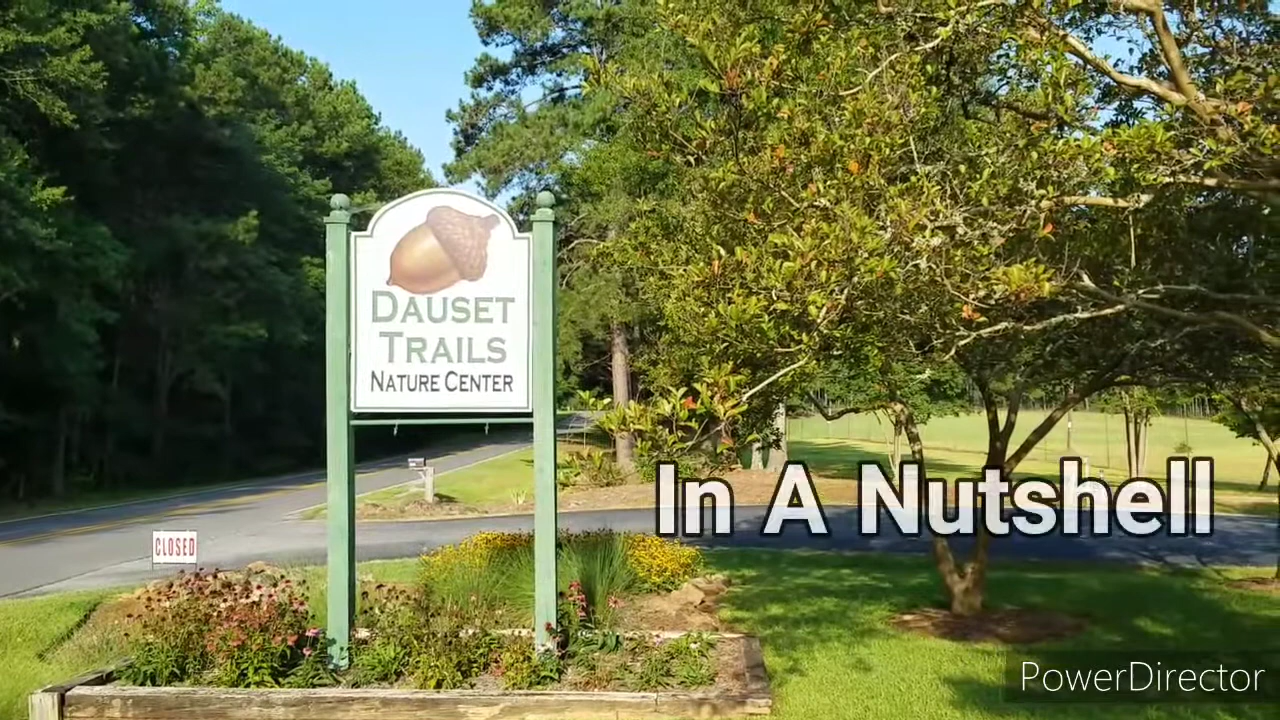 DAUSET
TRAILS
NATURE CENTER
In A Nutshell
CLOSED
PowerDirector